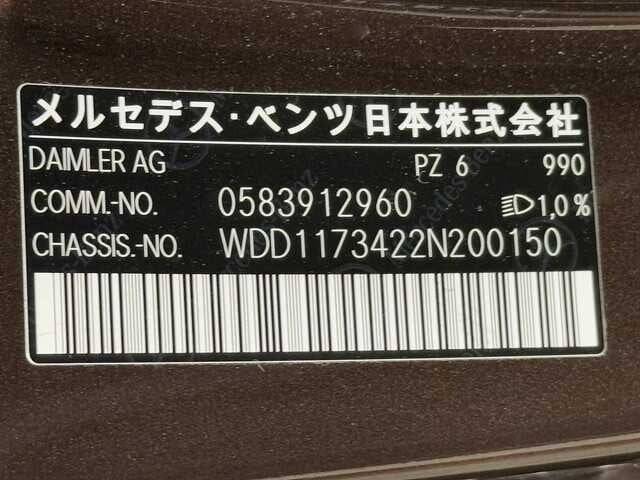 メルセデス・ベンツ日本株式会社
DAIMLER AG PZ 6 990
COMM.-NO. 0583912960 1,0%
CHASSIS.-NO. WDD1173422N200150